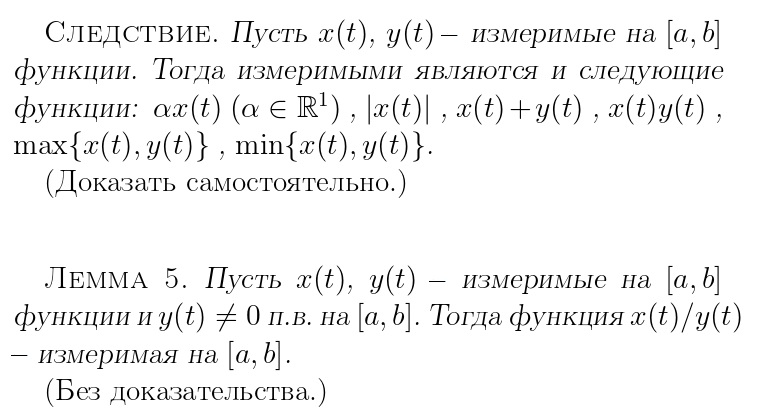 Следствие. Пусть x(t), y(t) – измеримые на [a, b]
функции. Тогда измеримыми являются и следующие
функции: αx(t) (α ∈ ℝ¹) , |x(t)| , x(t) + y(t) , x(t)y(t) ,
max{x(t), y(t)} , min{x(t), y(t)}.
(Доказать самостоятельно.)
Лемма 5. Пусть x(t), y(t) – измеримые на [a, b]
функции и y(t) ≠ 0 п.в. на [a, b]. Тогда функция x(t)/y(t)
– измеримая на [a, b].
(Без доказательства.)